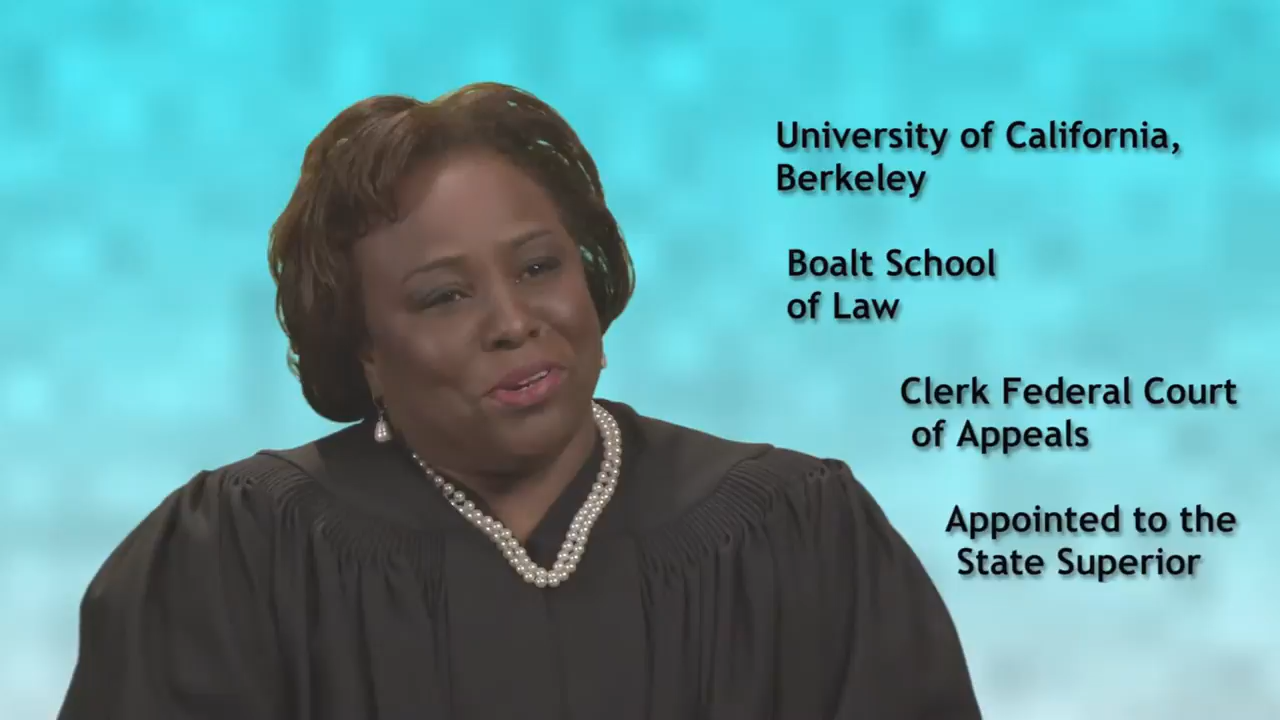 University of California,
Berkeley
Boalt School
of Law
Clerk Federal Court
of Appeals
Appointed to the
State Superior